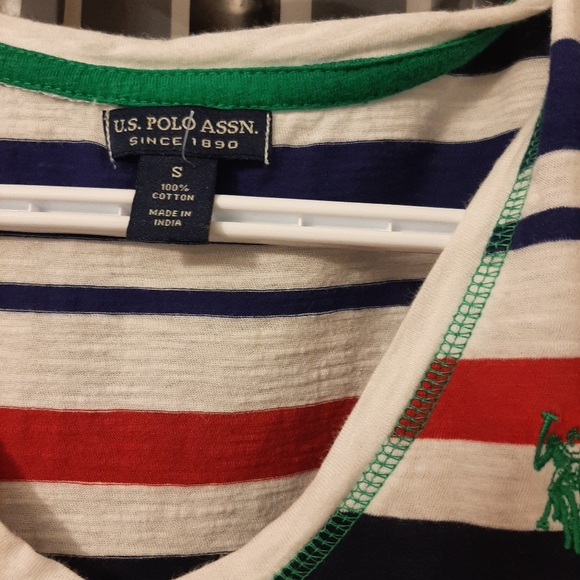 U.S. POLO ASSN.
SINCE 1890
S
100%
COTTON
MADE IN
INDIA